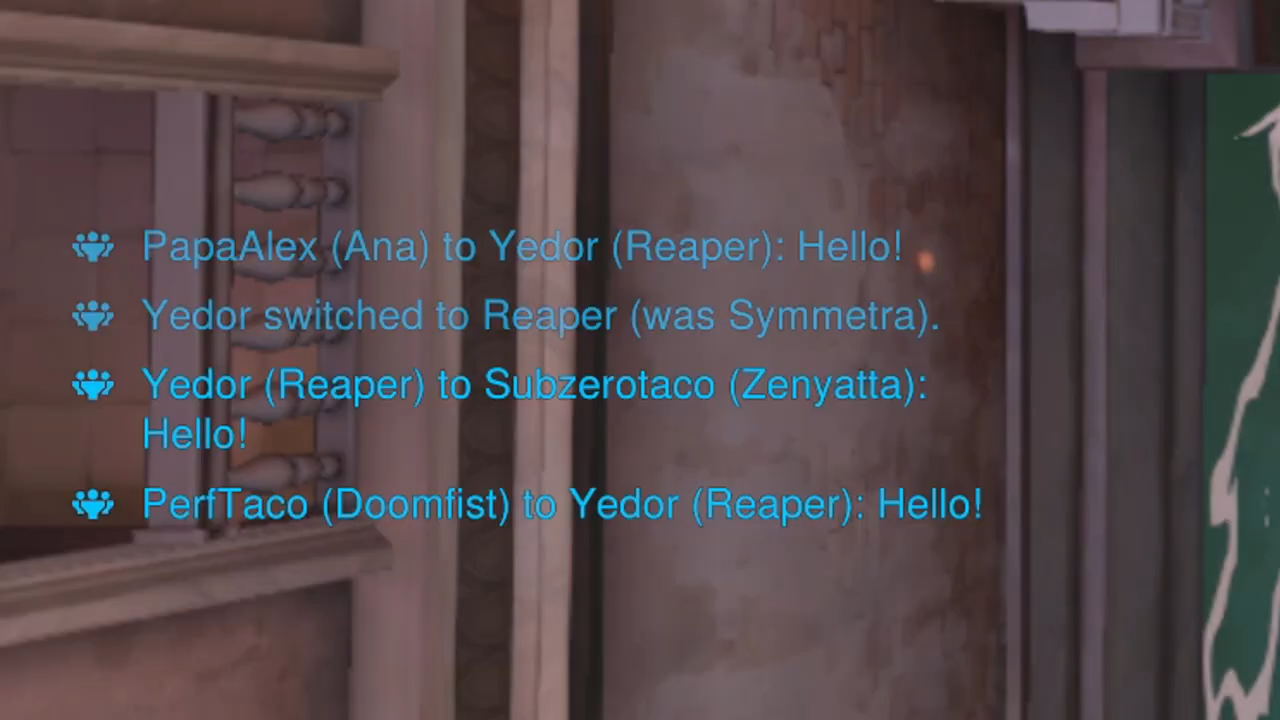 PapaAlex (Ana) to Yedor (Reaper): Hello!
Yedor switched to Reaper (was Symmetra).
Yedor (Reaper) to Subzerotaco (Zenyatta):
Hello!
PerfTaco (Doomfist) to Yedor (Reaper): Hello!